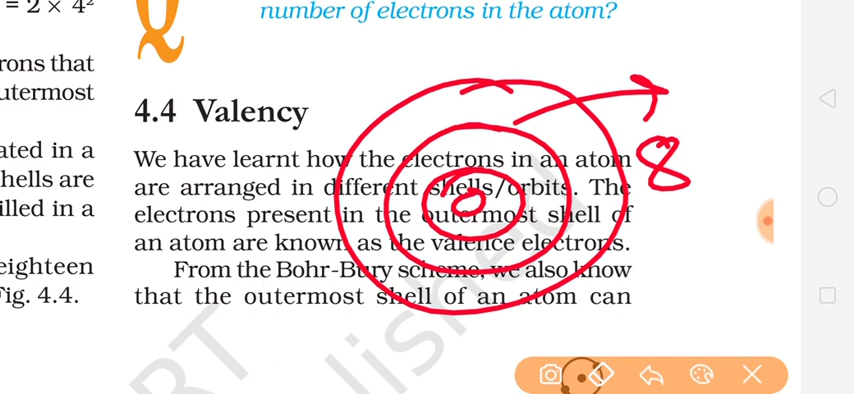 = 2 × 4²
number of electrons in the atom?
Q
rons that
utermost
4.4 Valency
8
ated in a
We have learnt how the electrons in an atom
hells are
are arranged in different shells/orbits. The
illed in a
electrons present in the outermost shell of
an atom are known as the valence electrons.
eighteen
From the Bohr-Bury scheme, we also know
Fig. 4.4.
that the outermost shell of an atom can
RT
lished